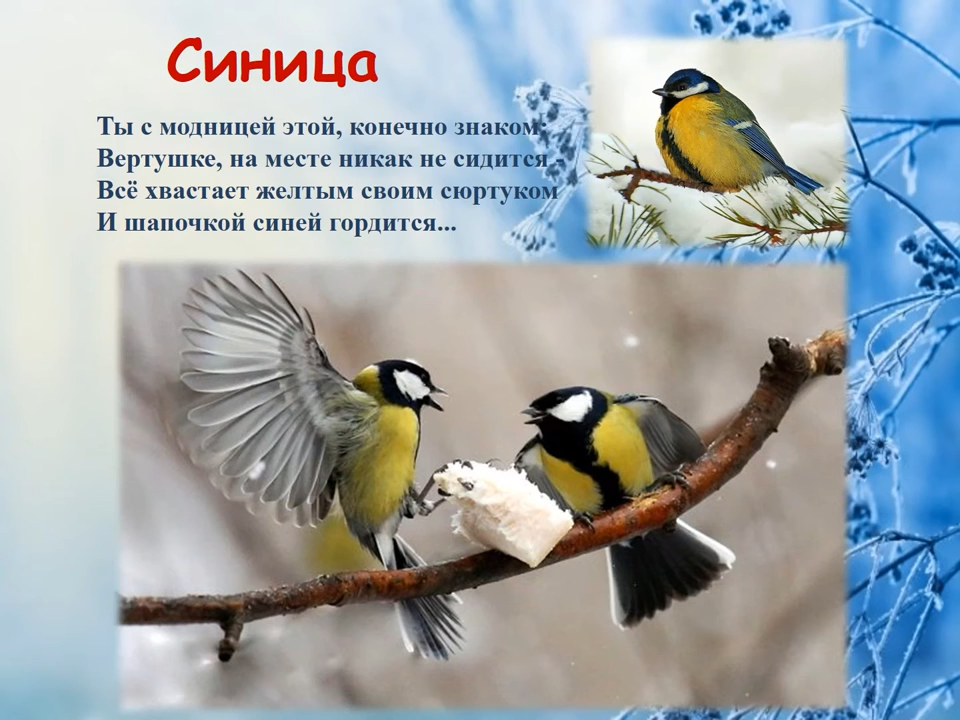 Синица
Ты с модницей этой, конечно знаком:
Вертушке, на месте никак не сидится -
Всё хвастает желтым своим сюртуком
И шапочкой синей гордится...